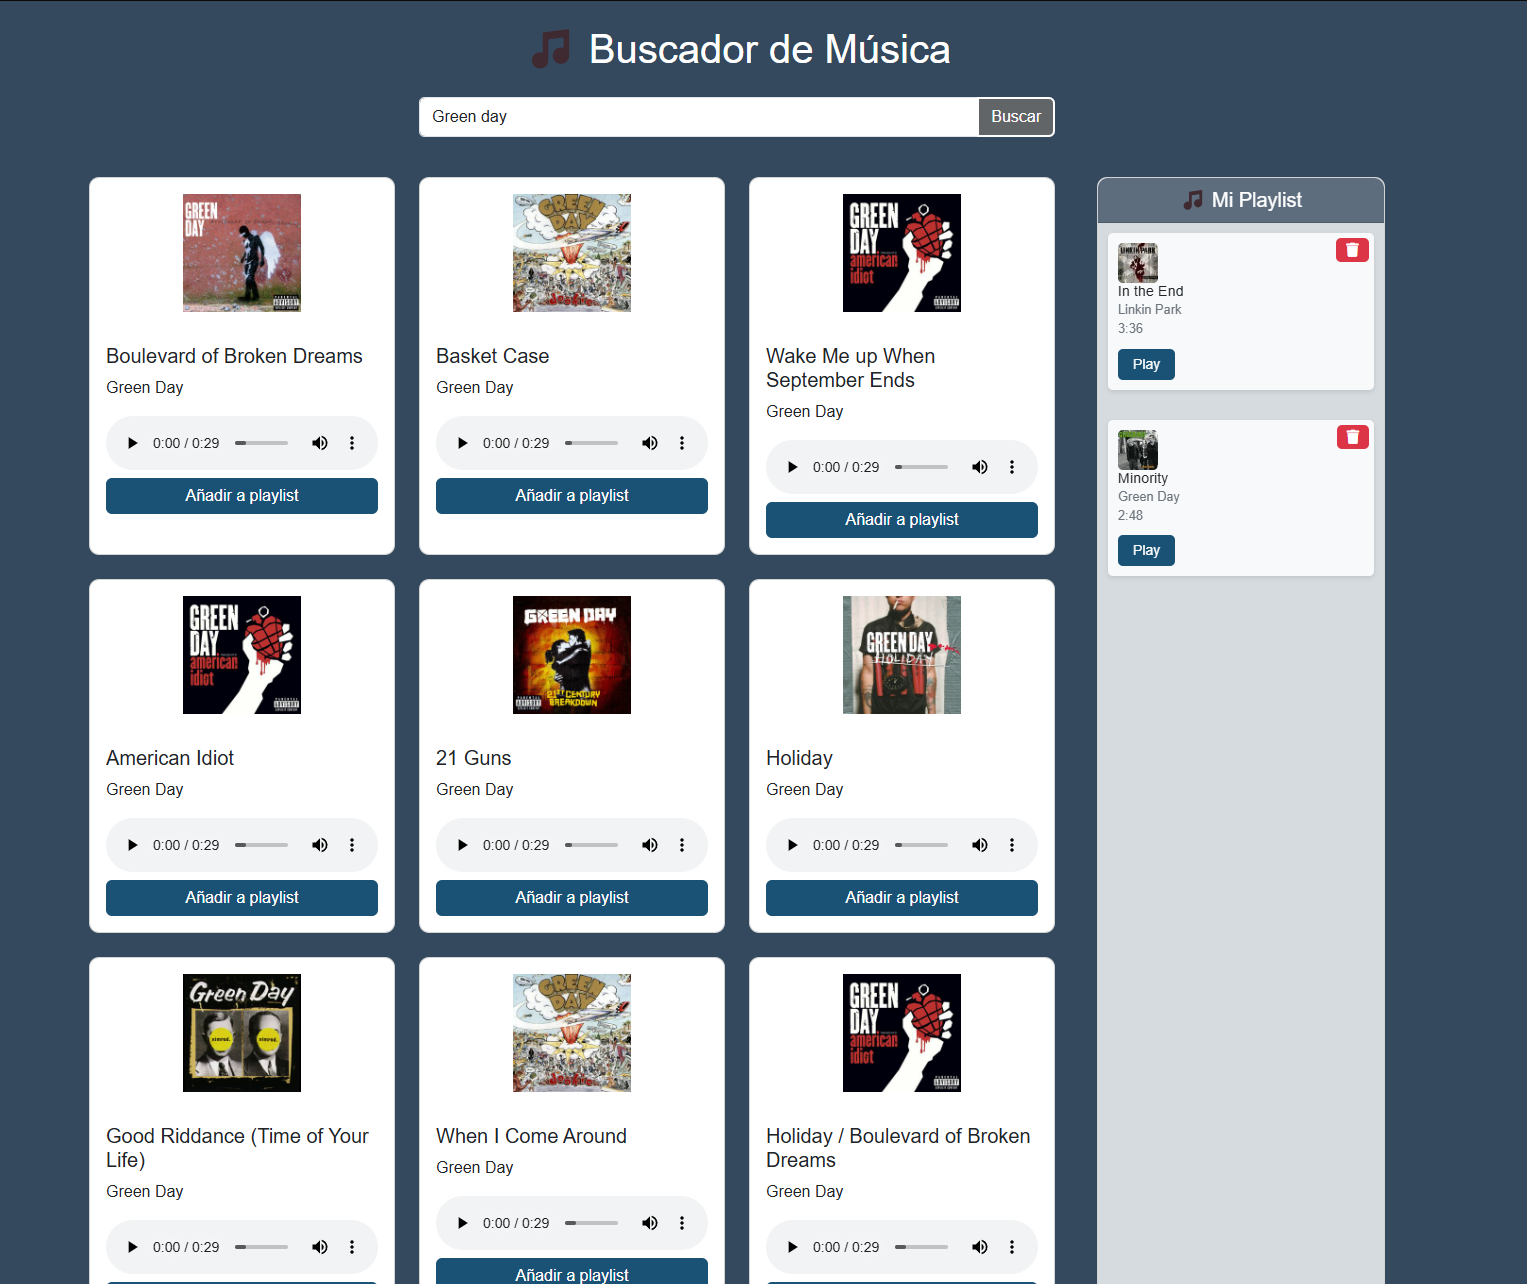 Buscador de Música
Green day
Buscar
GREEN
DAY
Boulevard of Broken Dreams
Green Day
0:00 / 0:29
Añadir a playlist
GREEN
DAY
Basket Case
Green Day
0:00 / 0:29
Añadir a playlist
GREEN
DAY
american
idiot
Wake Me up When
September Ends
Green Day
0:00 / 0:29
Añadir a playlist
Mi Playlist
LINKIN PARK
In the End
Linkin Park
3:36
Play
Minority
Green Day
2:48
Play
GREEN
DAY
american
idiot
American Idiot
Green Day
0:00 / 0:29
Añadir a playlist
GREEN DAY
21ST CENTURY
BREAKDOWN
21 Guns
Green Day
0:00 / 0:29
Añadir a playlist
GREEN DAY
HOLIDAY
Holiday
Green Day
0:00 / 0:29
Añadir a playlist
Green Day
nimrod.
nimrod.
Good Riddance (Time of Your
Life)
Green Day
0:00 / 0:29
GREEN
DAY
When I Come Around
Green Day
0:00 / 0:29
Añadir a playlist
GREEN
DAY
american
idiot
Holiday / Boulevard of Broken
Dreams
Green Day
0:00 / 0:29